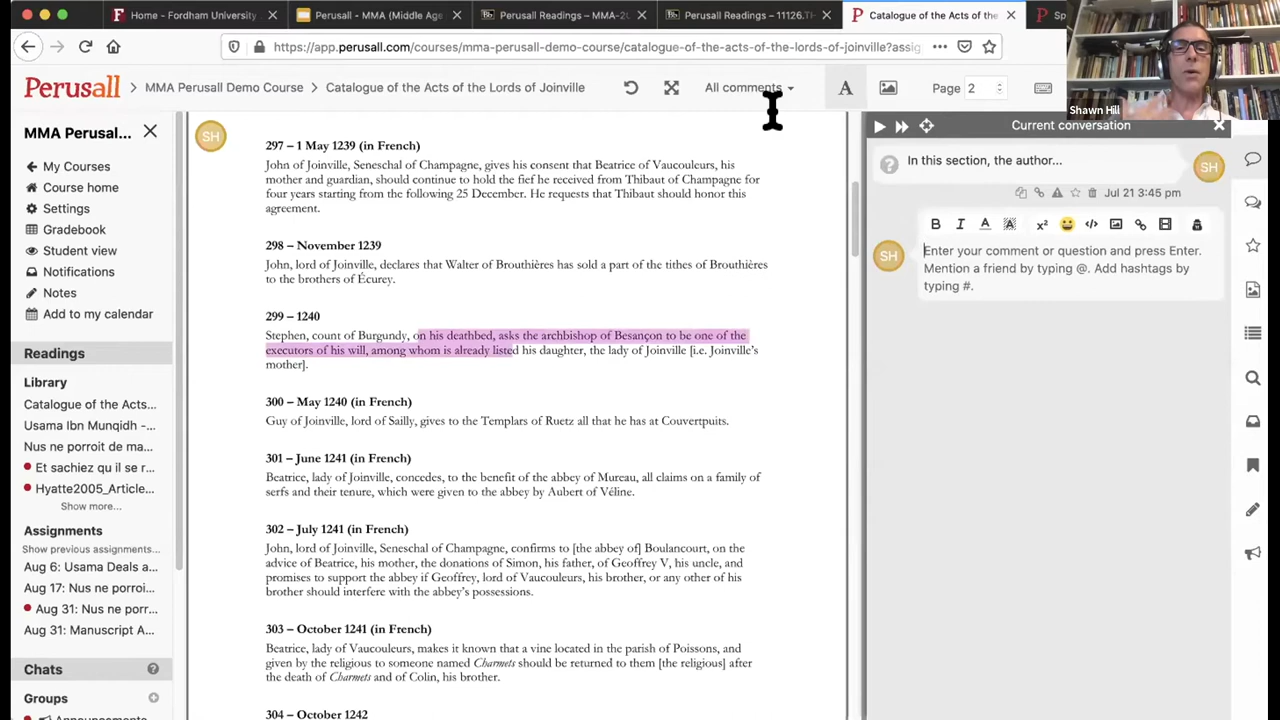 Home - Fordham University
Perusall - MMA (Middle Age
Perusall Readings – MMA-2U
Perusall Readings – 11126.TH
Catalogue of the Acts of the
Sp
https://app.perusall.com/courses/mma-perusall-demo-course/catalogue-of-the-acts-of-the-lords-of-joinville?assig
Shawn Hill
Perusall
MMA Perusall Demo Course
Catalogue of the Acts of the Lords of Joinville
All comments
A
Page 2
MMA Perusal...
My Courses
Course home
Settings
Gradebook
Student view
Notifications
Notes
Add to my calendar
Readings
Library
Catalogue of the Acts...
Usama Ibn Munqidh -...
Nus ne porroit de ma...
Et sachiez qu il se r...
Hyatte2005_Article...
Show more...
Assignments
Show previous assignments...
Aug 6: Usama Deals a...
Aug 17: Nus ne porroi...
Aug 31: Nus ne porr...
Aug 31: Manuscript A...
Chats
Groups
Announcements
SH
297 – 1 May 1239 (in French)
John of Joinville, Seneschal of Champagne, gives his consent that Beatrice of Vaucouleurs, his
mother and guardian, should continue to hold the fief he received from Thibaut of Champagne for
four years starting from the following 25 December. He requests that Thibaut should honor this
agreement.
298 – November 1239
John, lord of Joinville, declares that Walter of Brouthières has sold a part of the tithes of Brouthières
to the brothers of Écurey.
299 – 1240
Stephen, count of Burgundy, on his deathbed, asks the archbishop of Besançon to be one of the
executors of his will, among whom is already listed his daughter, the lady of Joinville [i.e. Joinville's
mother].
300 – May 1240 (in French)
Guy of Joinville, lord of Sailly, gives to the Templars of Ruetz all that he has at Couvertpuits.
301 – June 1241 (in French)
Beatrice, lady of Joinville, concedes, to the benefit of the abbey of Mureau, all claims on a family of
serfs and their tenure, which were given to the abbey by Aubert of Véline.
302 – July 1241 (in French)
John, lord of Joinville, Seneschal of Champagne, confirms to [the abbey of] Boulancourt, on the
advice of Beatrice, his mother, the donations of Simon, his father, of Geoffrey V, his uncle, and
promises to support the abbey if Geoffrey, lord of Vaucouleurs, his brother, or any other of his
brother should interfere with the abbey's possessions.
303 – October 1241 (in French)
Beatrice, lady of Vaucouleurs, makes it known that a vine located in the parish of Poissons, and
given by the religious to someone named Charmets should be returned to them [the religious] after
the death of Charmets and of Colin, his brother.
304 – October 1242
Current conversation
In this section, the author...
SH
Jul 21 3:45 pm
B I A A x² </>
SH
Enter your comment or question and press Enter.
Mention a friend by typing @. Add hashtags by
typing #.